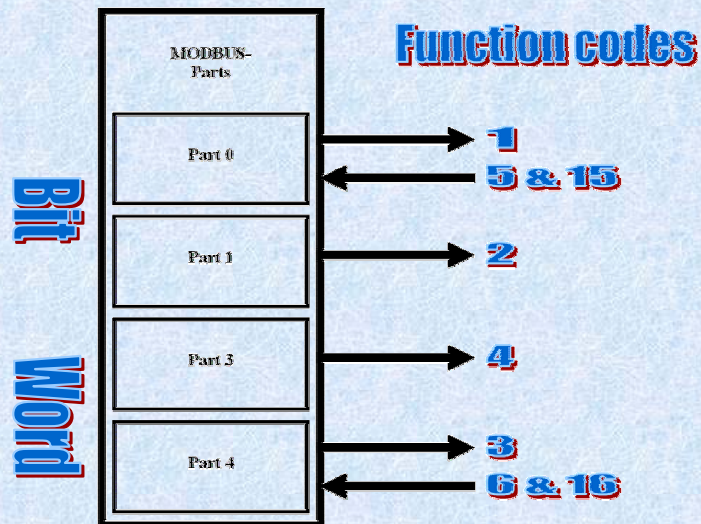 Function codes
MODBUS-
Parts
Bit
Part 0
1
5 & 15
Part 1
2
Word
Part 3
4
Part 4
3
6 & 16